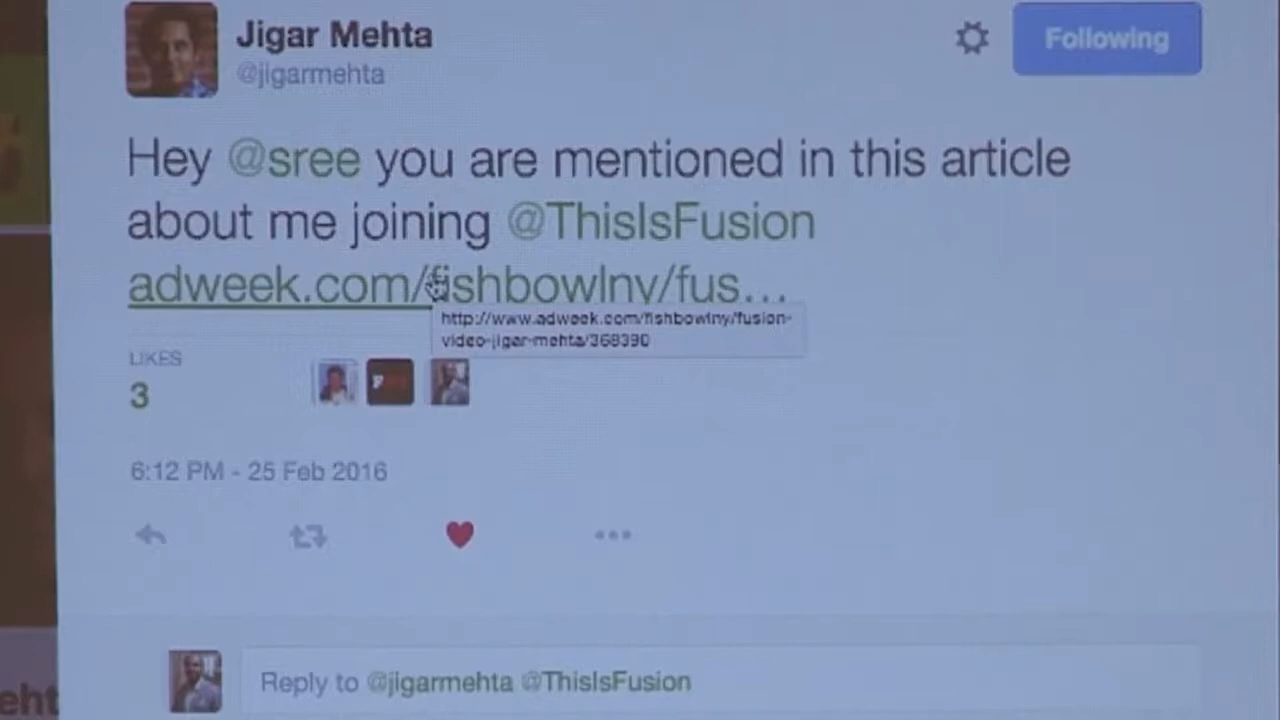 Jigar Mehta
@jigarmehta
Following
Hey @sree you are mentioned in this article
about me joining @ThisIsFusion
adweek.com/fishbowlny/fus...
http://www.adweek.com/fishbowlny/fusion-
video-jigar-mehta/368390
LIKES
3
6:12 PM - 25 Feb 2016
Reply to @jigarmehta @ThisIsFusion
eht